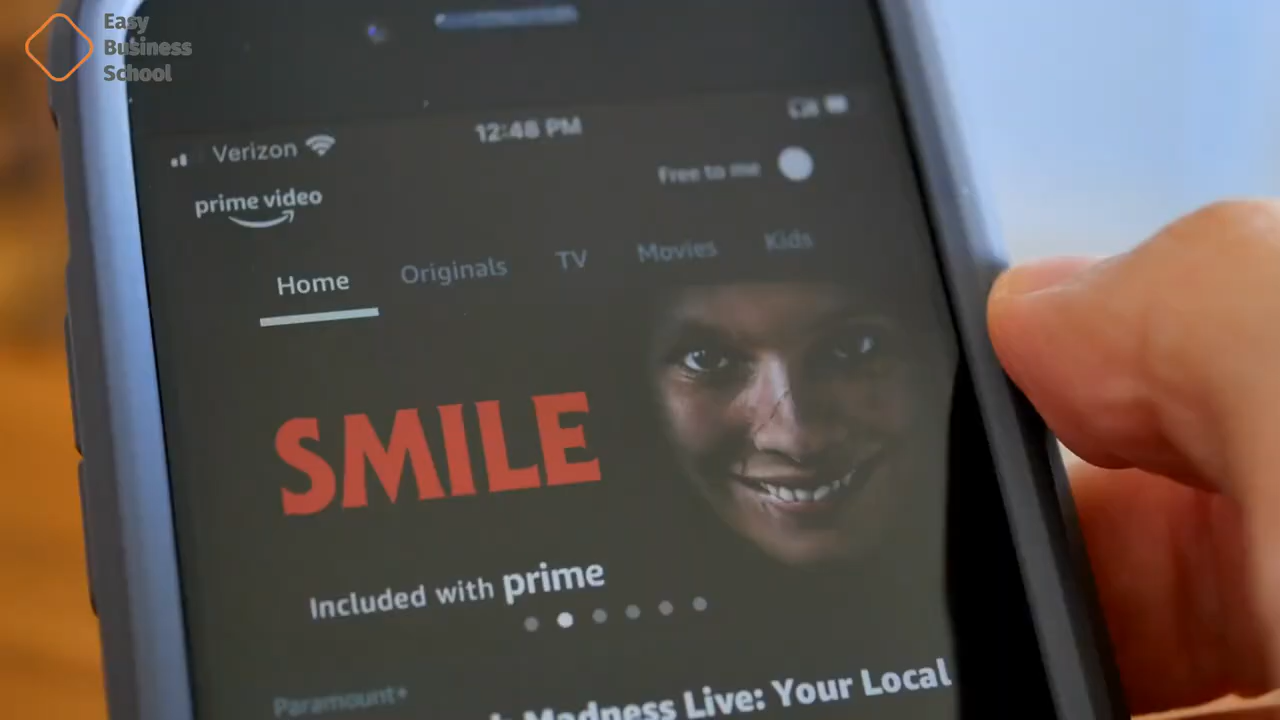 Easy
Business
School
Verizon
12:48 PM
prime video
Free to me
Home Originals TV Movies Kids
SMILE
Included with prime
Paramount+
Madness Live: Your Local